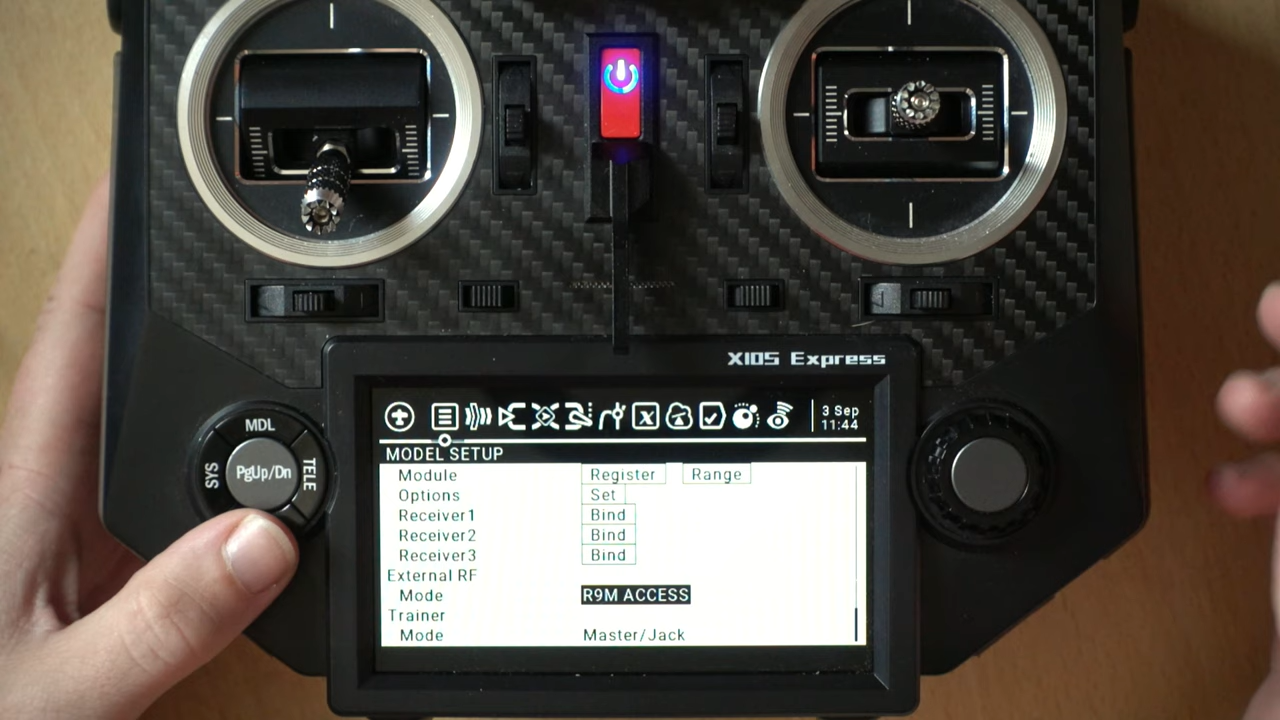 X10S Express
3 Sep
11:44
MODEL SETUP
Module Register Range
Options Set
Receiver1 Bind
Receiver2 Bind
Receiver3 Bind
External RF
Mode R9M ACCESS
Trainer
Mode Master/Jack
MDL
SYS
PgUp/Dn
TELE